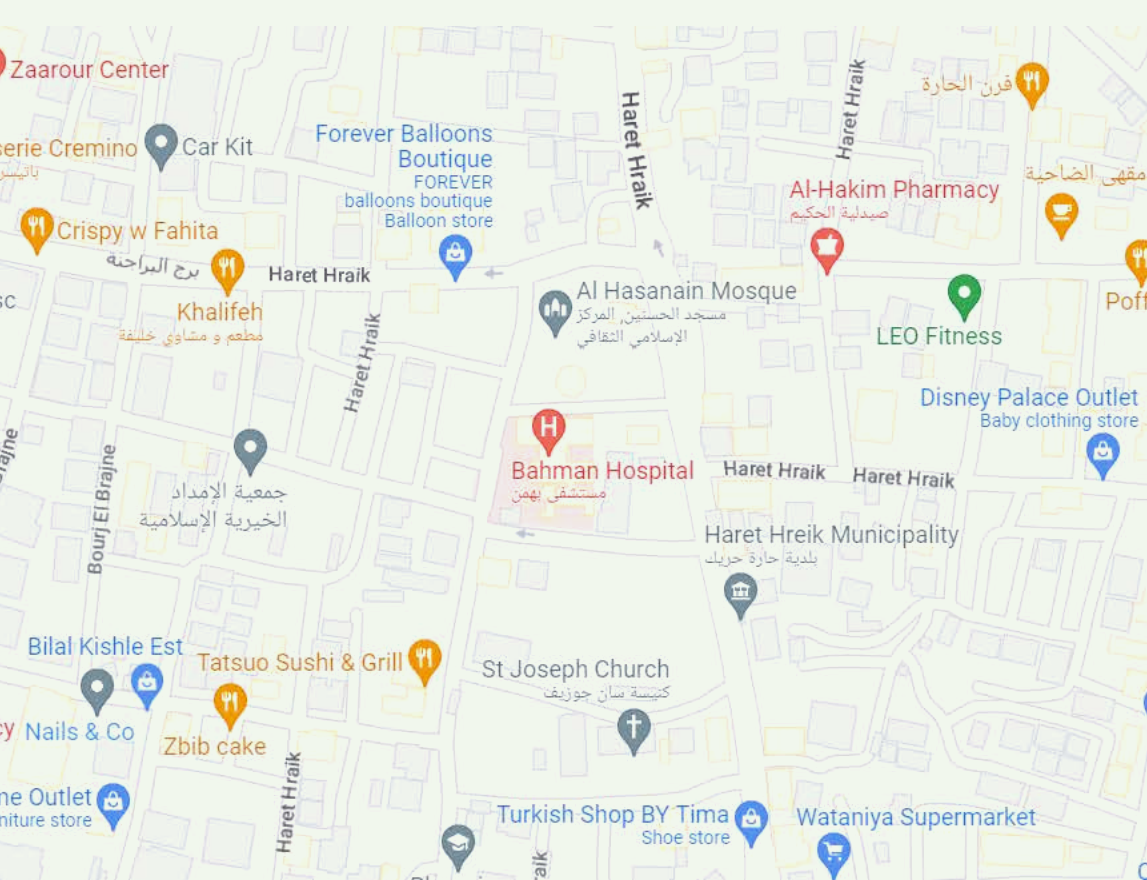 Zaarour Center
Haret Hraik
Haret Hraik
فرن الحارة
Forever Balloons
Boutique
FOREVER
balloons boutique
Balloon store
Cremino
Car Kit
مقهى الضاحية
Al-Hakim Pharmacy
صيدلية الحكيم
Crispy w Fahita
برج البراجنة
Haret Hraik
Khalifeh
مطعم و مشاوي خليفة
Al Hasanain Mosque
مسجد الحسنين, المركز
الإسلامي الثقافي
LEO Fitness
Haret Hraik
Disney Palace Outlet
Baby clothing store
Bahman Hospital
مستشفى بهمن
Haret Hraik
Haret Hraik
جمعية الإمداد
الخيرية الإسلامية
Bourj El Brajne
Haret Hreik Municipality
بلدية حارة حريك
Bilal Kishle Est
Tatsuo Sushi & Grill
St Joseph Church
كنيسة سان جوزيف
Nails & Co
Zbib cake
Haret Hraik
Outlet
store
Turkish Shop BY Tima
Shoe store
Wataniya Supermarket